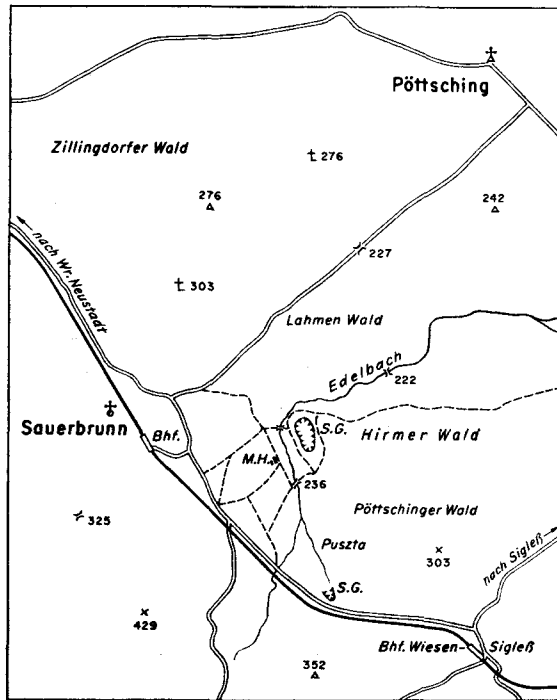 Pöttsching
Zillingdorfer Wald
276
276
242
nach Wr. Neustadt
227
303
Lahmen Wald
Edelbach
222
Sauerbrunn
Bhf.
S.G.
Hirmer Wald
M.H.
236
Pöttschinger Wald
325
Puszta
303
nach Sigleß
S.G.
429
Bhf. Wiesen-
Sigleß
352